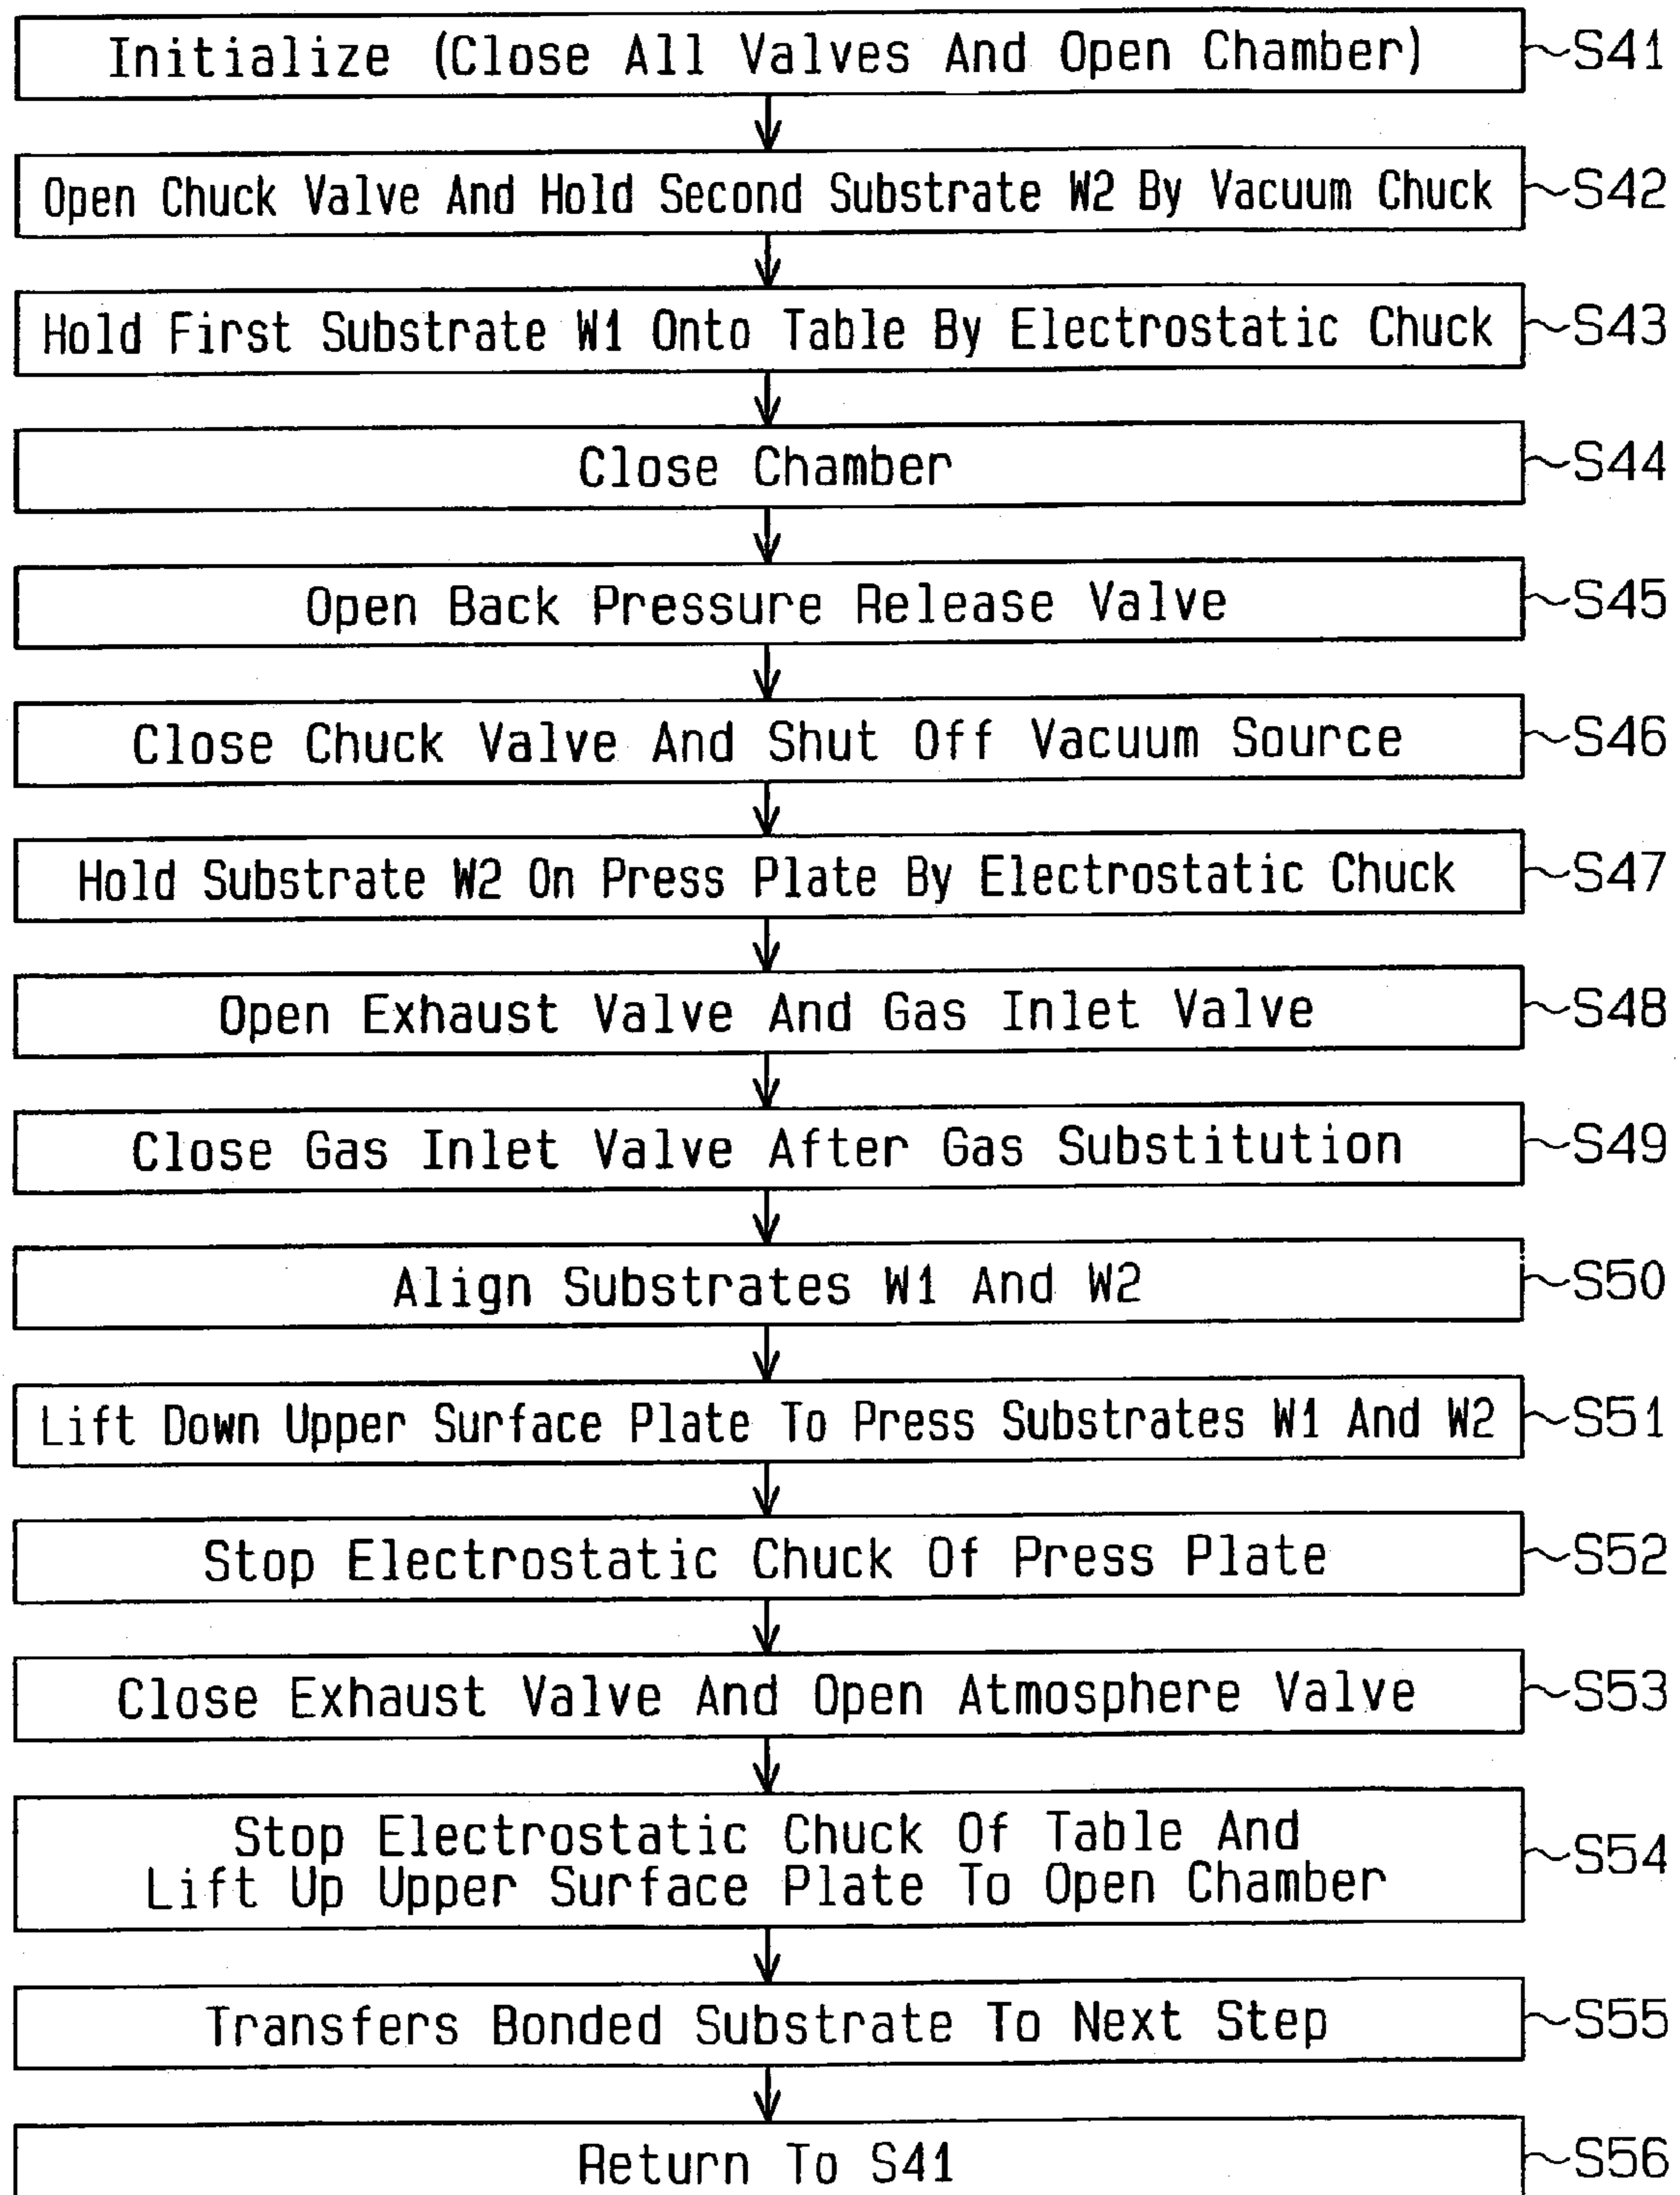 Initialize (Close All Valves And Open Chamber) S41
Open Chuck Valve And Hold Second Substrate W2 By Vacuum Chuck S42
Hold First Substrate W1 Onto Table By Electrostatic Chuck S43
Close Chamber S44
Open Back Pressure Release Valve S45
Close Chuck Valve And Shut Off Vacuum Source S46
Hold Substrate W2 On Press Plate By Electrostatic Chuck S47
Open Exhaust Valve And Gas Inlet Valve S48
Close Gas Inlet Valve After Gas Substitution S49
Align Substrates W1 And W2 S50
Lift Down Upper Surface Plate To Press Substrates W1 And W2 S51
Stop Electrostatic Chuck Of Press Plate S52
Close Exhaust Valve And Open Atmosphere Valve S53
Stop Electrostatic Chuck Of Table And
Lift Up Upper Surface Plate To Open Chamber S54
Transfers Bonded Substrate To Next Step S55
Return To S41 S56